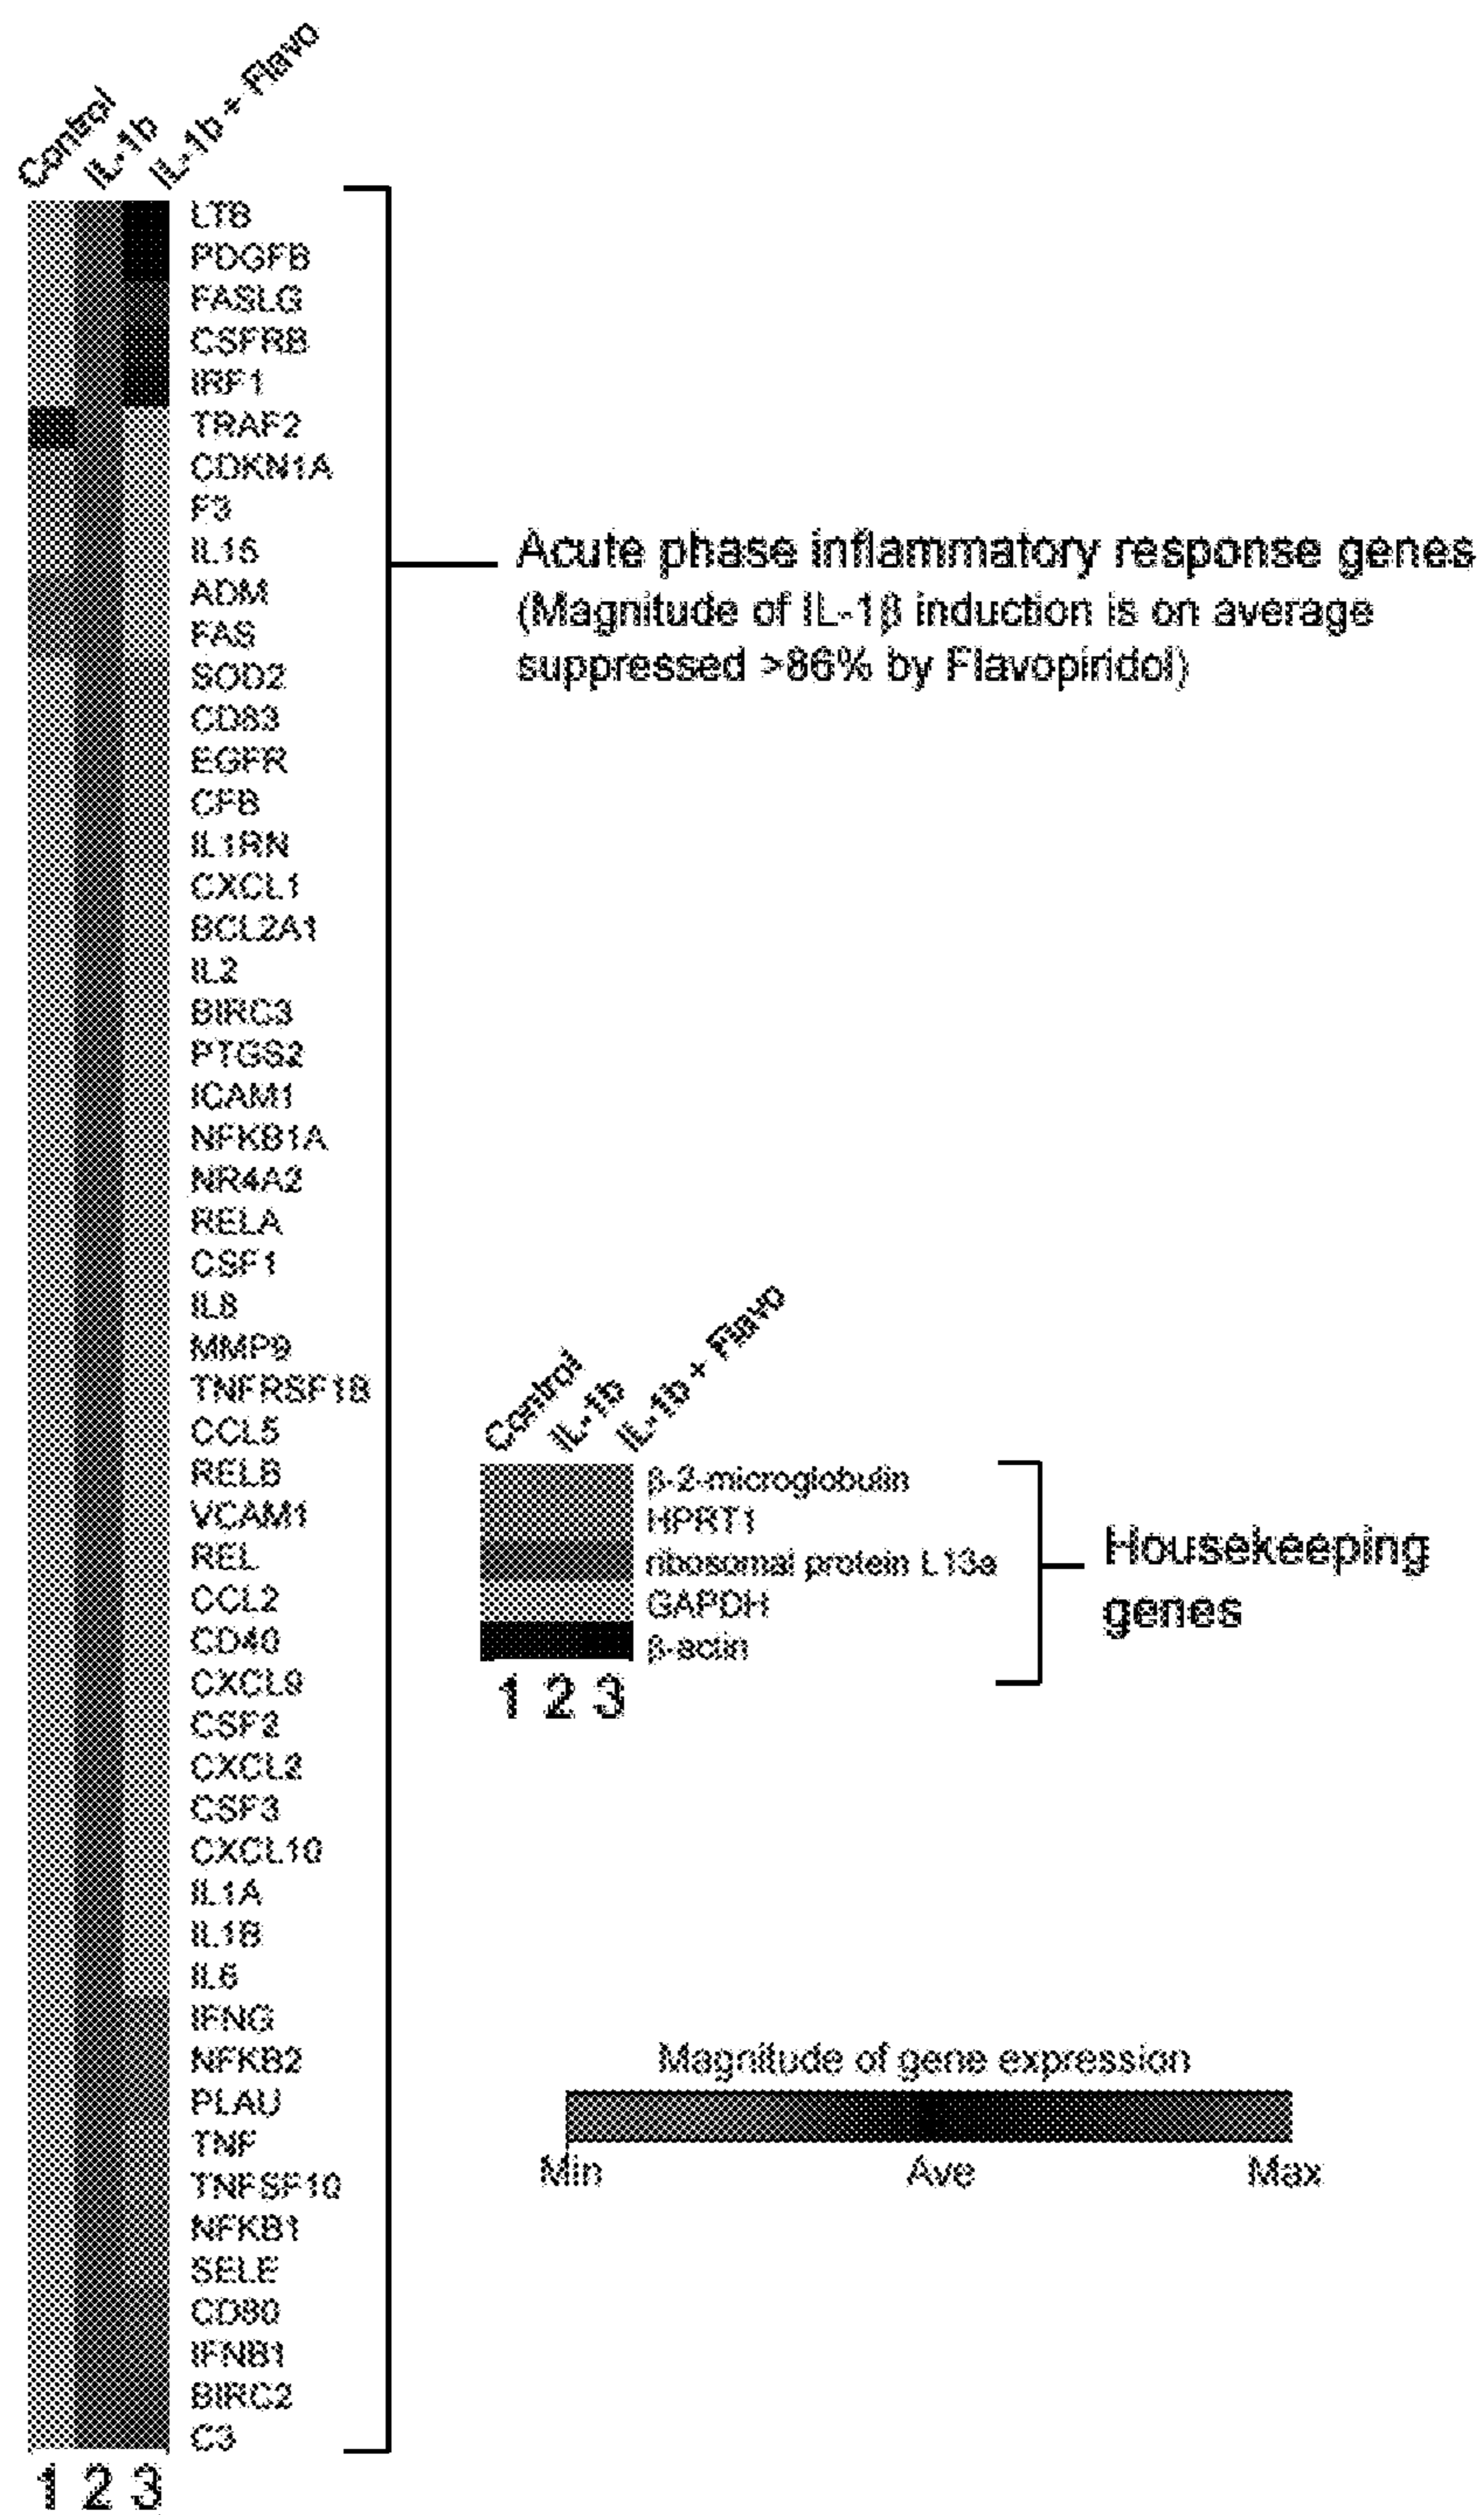 Control
IL-1b
IL-1b + Flavo
LTB
PDGFB
FASLG
CSFRB
IRF1
TRAF2
CDKN1A
F3
IL15
ADM
FAS
SOD2
CD83
EGFR
CFB
IL1RN
CXCL1
BCL2A1
IL2
BIRC3
PTGS2
ICAM1
NFKB1A
NR4A2
RELA
CSF1
IL8
MMP9
TNFRSF1B
CCL5
RELB
VCAM1
REL
CCL2
CD40
CXCL9
CSF2
CXCL2
CSF3
CXCL10
IL1A
IL1B
IL6
IFNG
NFKB2
PLAU
TNF
TNFSF10
NFKB1
SELE
CD80
IFNB1
BIRC2
C3
1 2 3
Acute phase inflammatory response genes
(Magnitude of IL-1β induction is on average
suppressed >86% by Flavopiridol)
Control
IL-1b
IL-1b + Flavo
β-2-microglobulin
HPRT1
ribosomal protein L13a
GAPDH
β-actin
1 2 3
Housekeeping
genes
Magnitude of gene expression
Min Ave Max